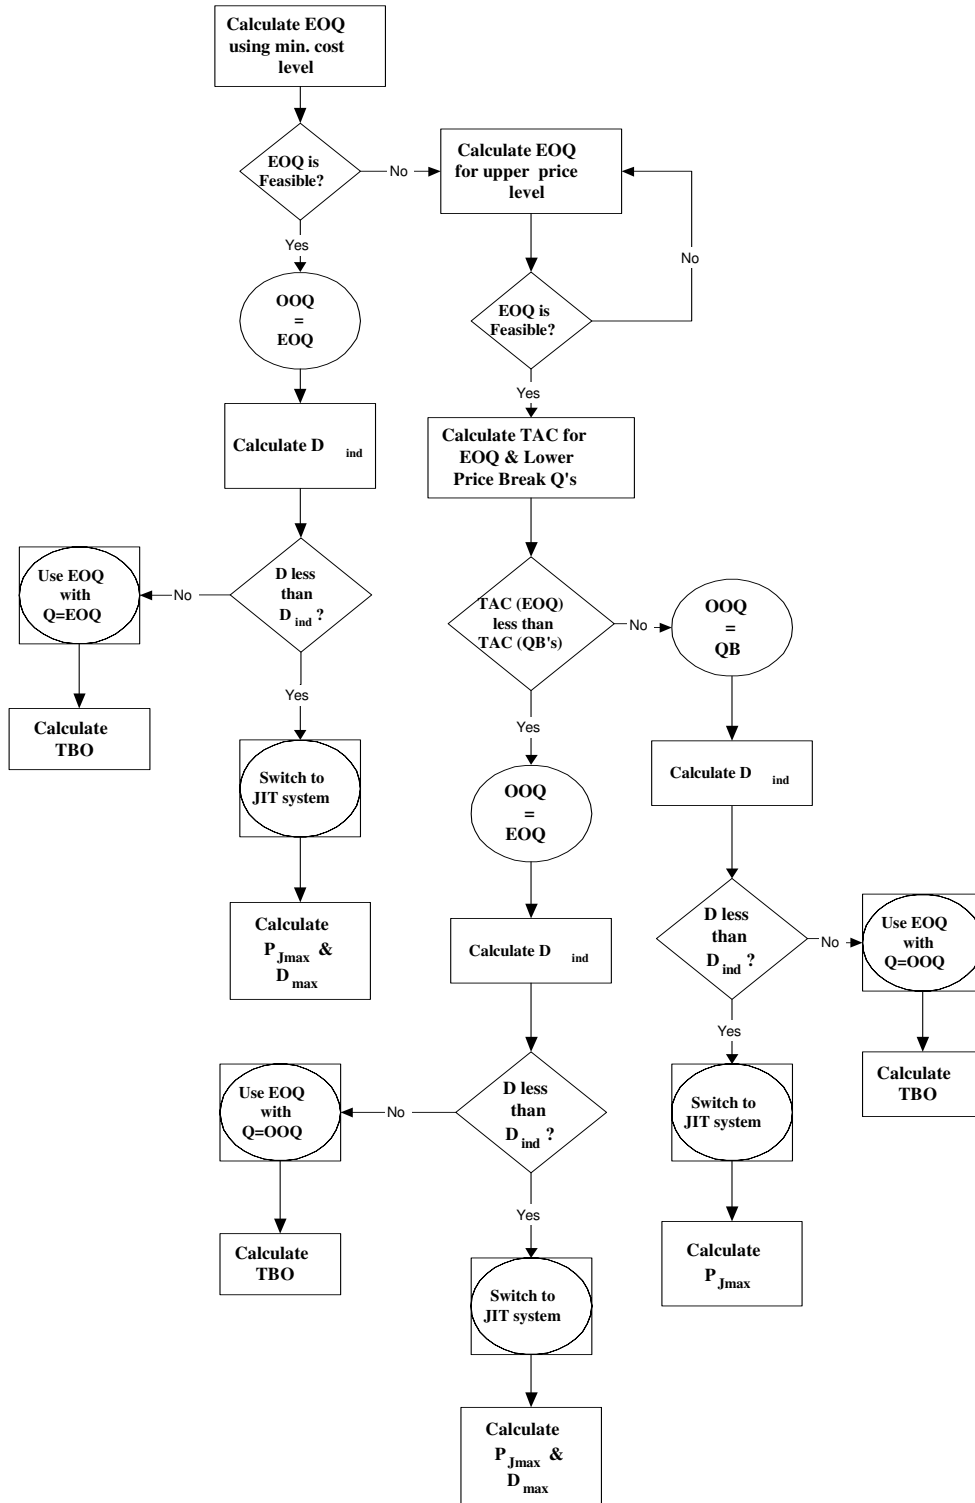 Calculate EOQ
using min. cost
level
EOQ is
Feasible?
No
Calculate EOQ
for upper price
level
Yes
No
OOQ
=
EOQ
EOQ is
Feasible?
Yes
Calculate D ind
Calculate TAC for
EOQ & Lower
Price Break Q's
Use EOQ
with
Q=EOQ
No
D less
than
D ind ?
TAC (EOQ)
less than
TAC (QB's)
No
OOQ
=
QB
Yes
Yes
Calculate
TBO
Switch to
JIT system
OOQ
=
EOQ
Calculate D ind
Calculate
P Jmax &
D max
Calculate D ind
D less
than
D ind ?
No
Use EOQ
with
Q=OOQ
Yes
Use EOQ
with
Q=OOQ
No
D less
than
D ind ?
Switch to
JIT system
Calculate
TBO
Yes
Calculate
TBO
Calculate
P Jmax
Switch to
JIT system
Calculate
P Jmax &
D max